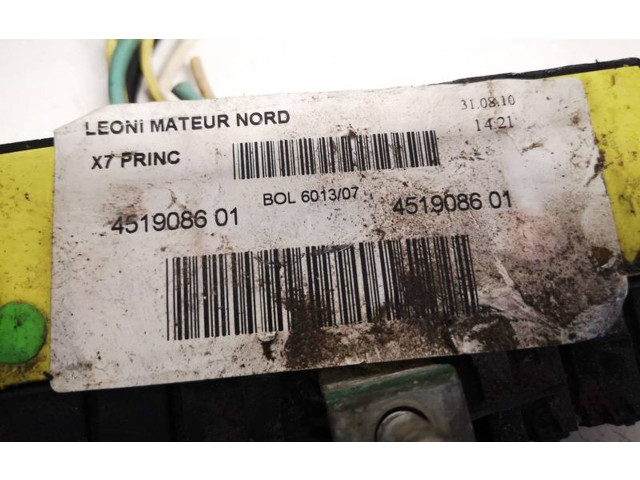 LEONI MATEUR NORD
31.08.10
14:21
X7 PRINC
BOL 6013/07
4519086 01
4519086 01